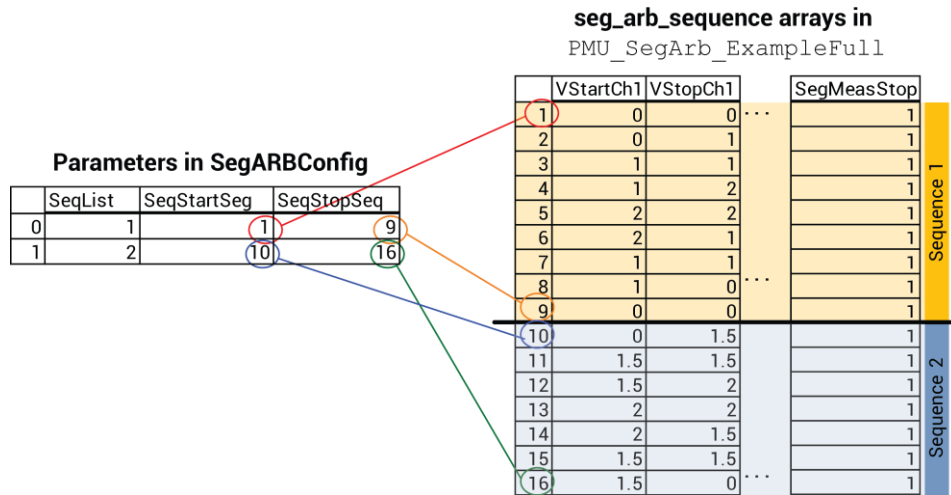 seg_arb_sequence arrays in
PMU_SegArb_ExampleFull
VStartCh1 VStopCh1 SegMeasStop
1 0 0 ... 1
2 0 1 1
3 1 1 1
4 1 2 1
5 2 2 1
6 2 1 1
7 1 1 1
8 1 0 ... 1
9 0 0 1
10 0 1.5 1
11 1.5 1.5 1
12 1.5 2 1
13 2 2 1
14 2 1.5 1
15 1.5 1.5 1
16 1.5 0 ... 1
Sequence 1
Sequence 2
Parameters in SegARBConfig
SeqList SeqStartSeg SeqStopSeq
0 1 1 9
1 2 10 16